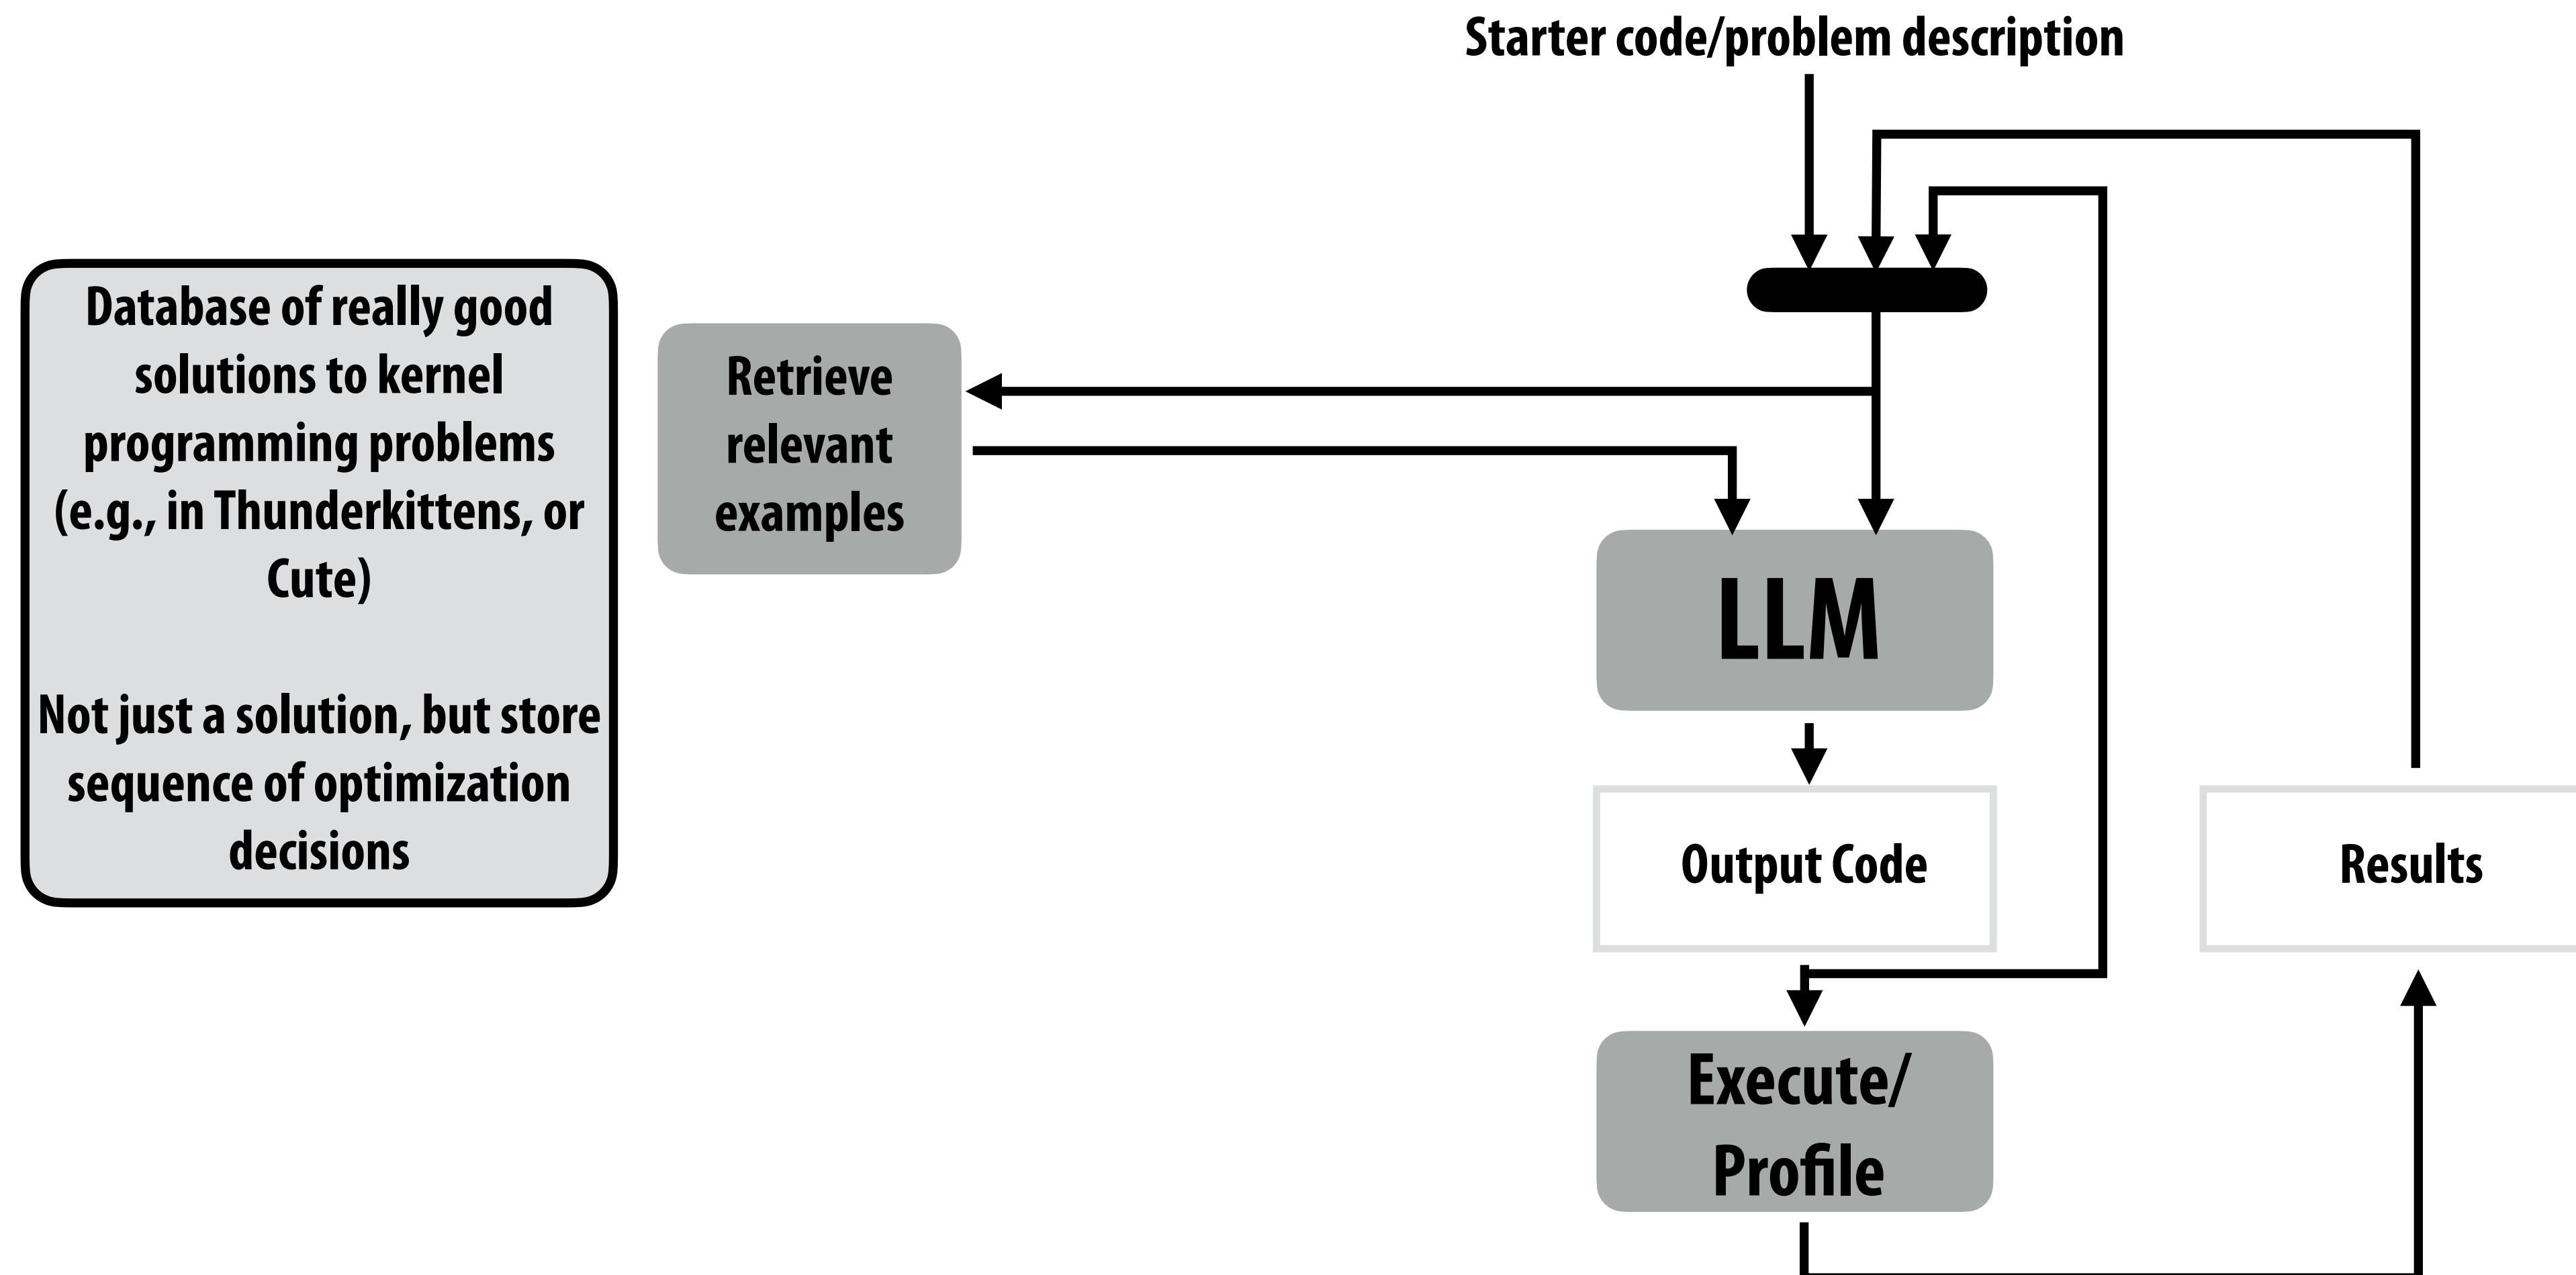 Starter code/problem description
Database of really good
solutions to kernel
programming problems
(e.g., in Thunderkittens, or
Cute)
Not just a solution, but store
sequence of optimization
decisions
Retrieve
relevant
examples
LLM
Output Code
Results
Execute/
Profile